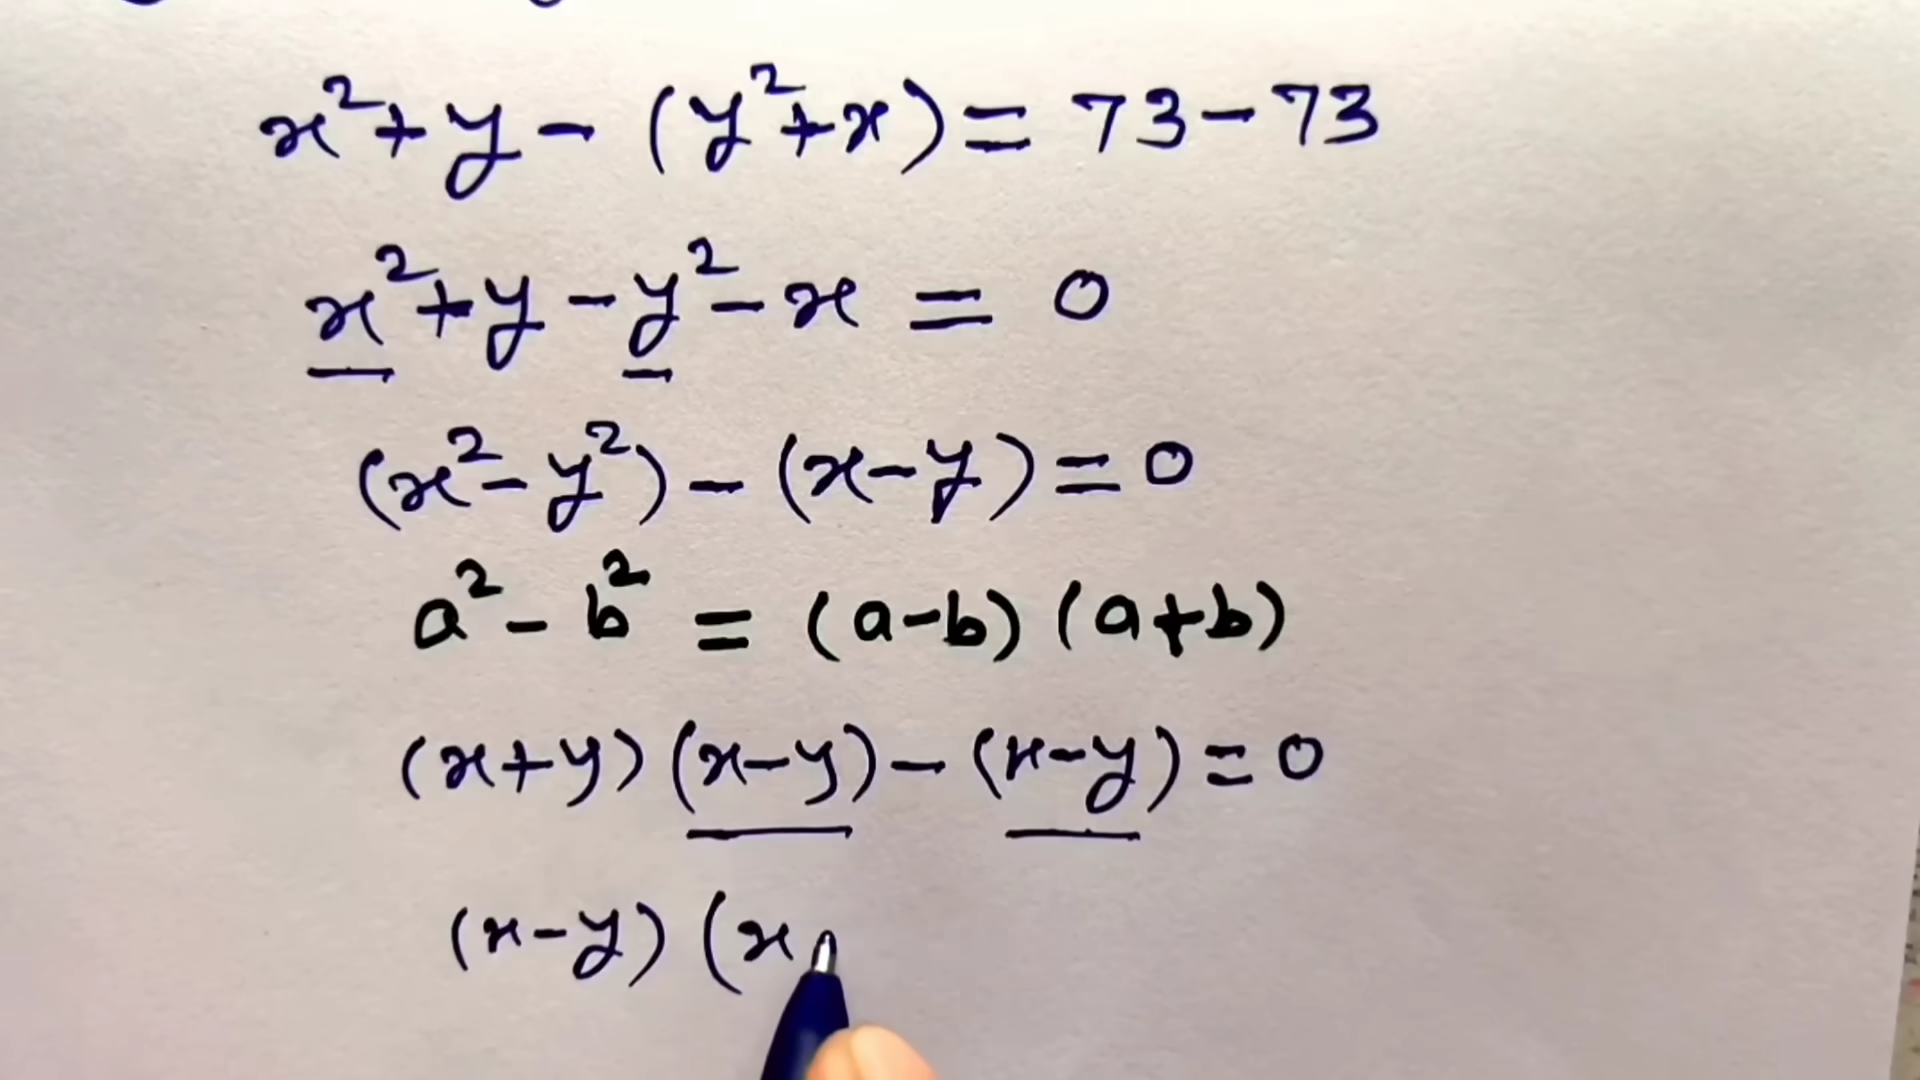 x²+y-(y²+x)=73-73
x²+y-y²-x=0
(x²-y²)-(x-y)=0
a²-b²=(a-b)(a+b)
(x+y)(x-y)-(x-y)=0
(x-y)(x